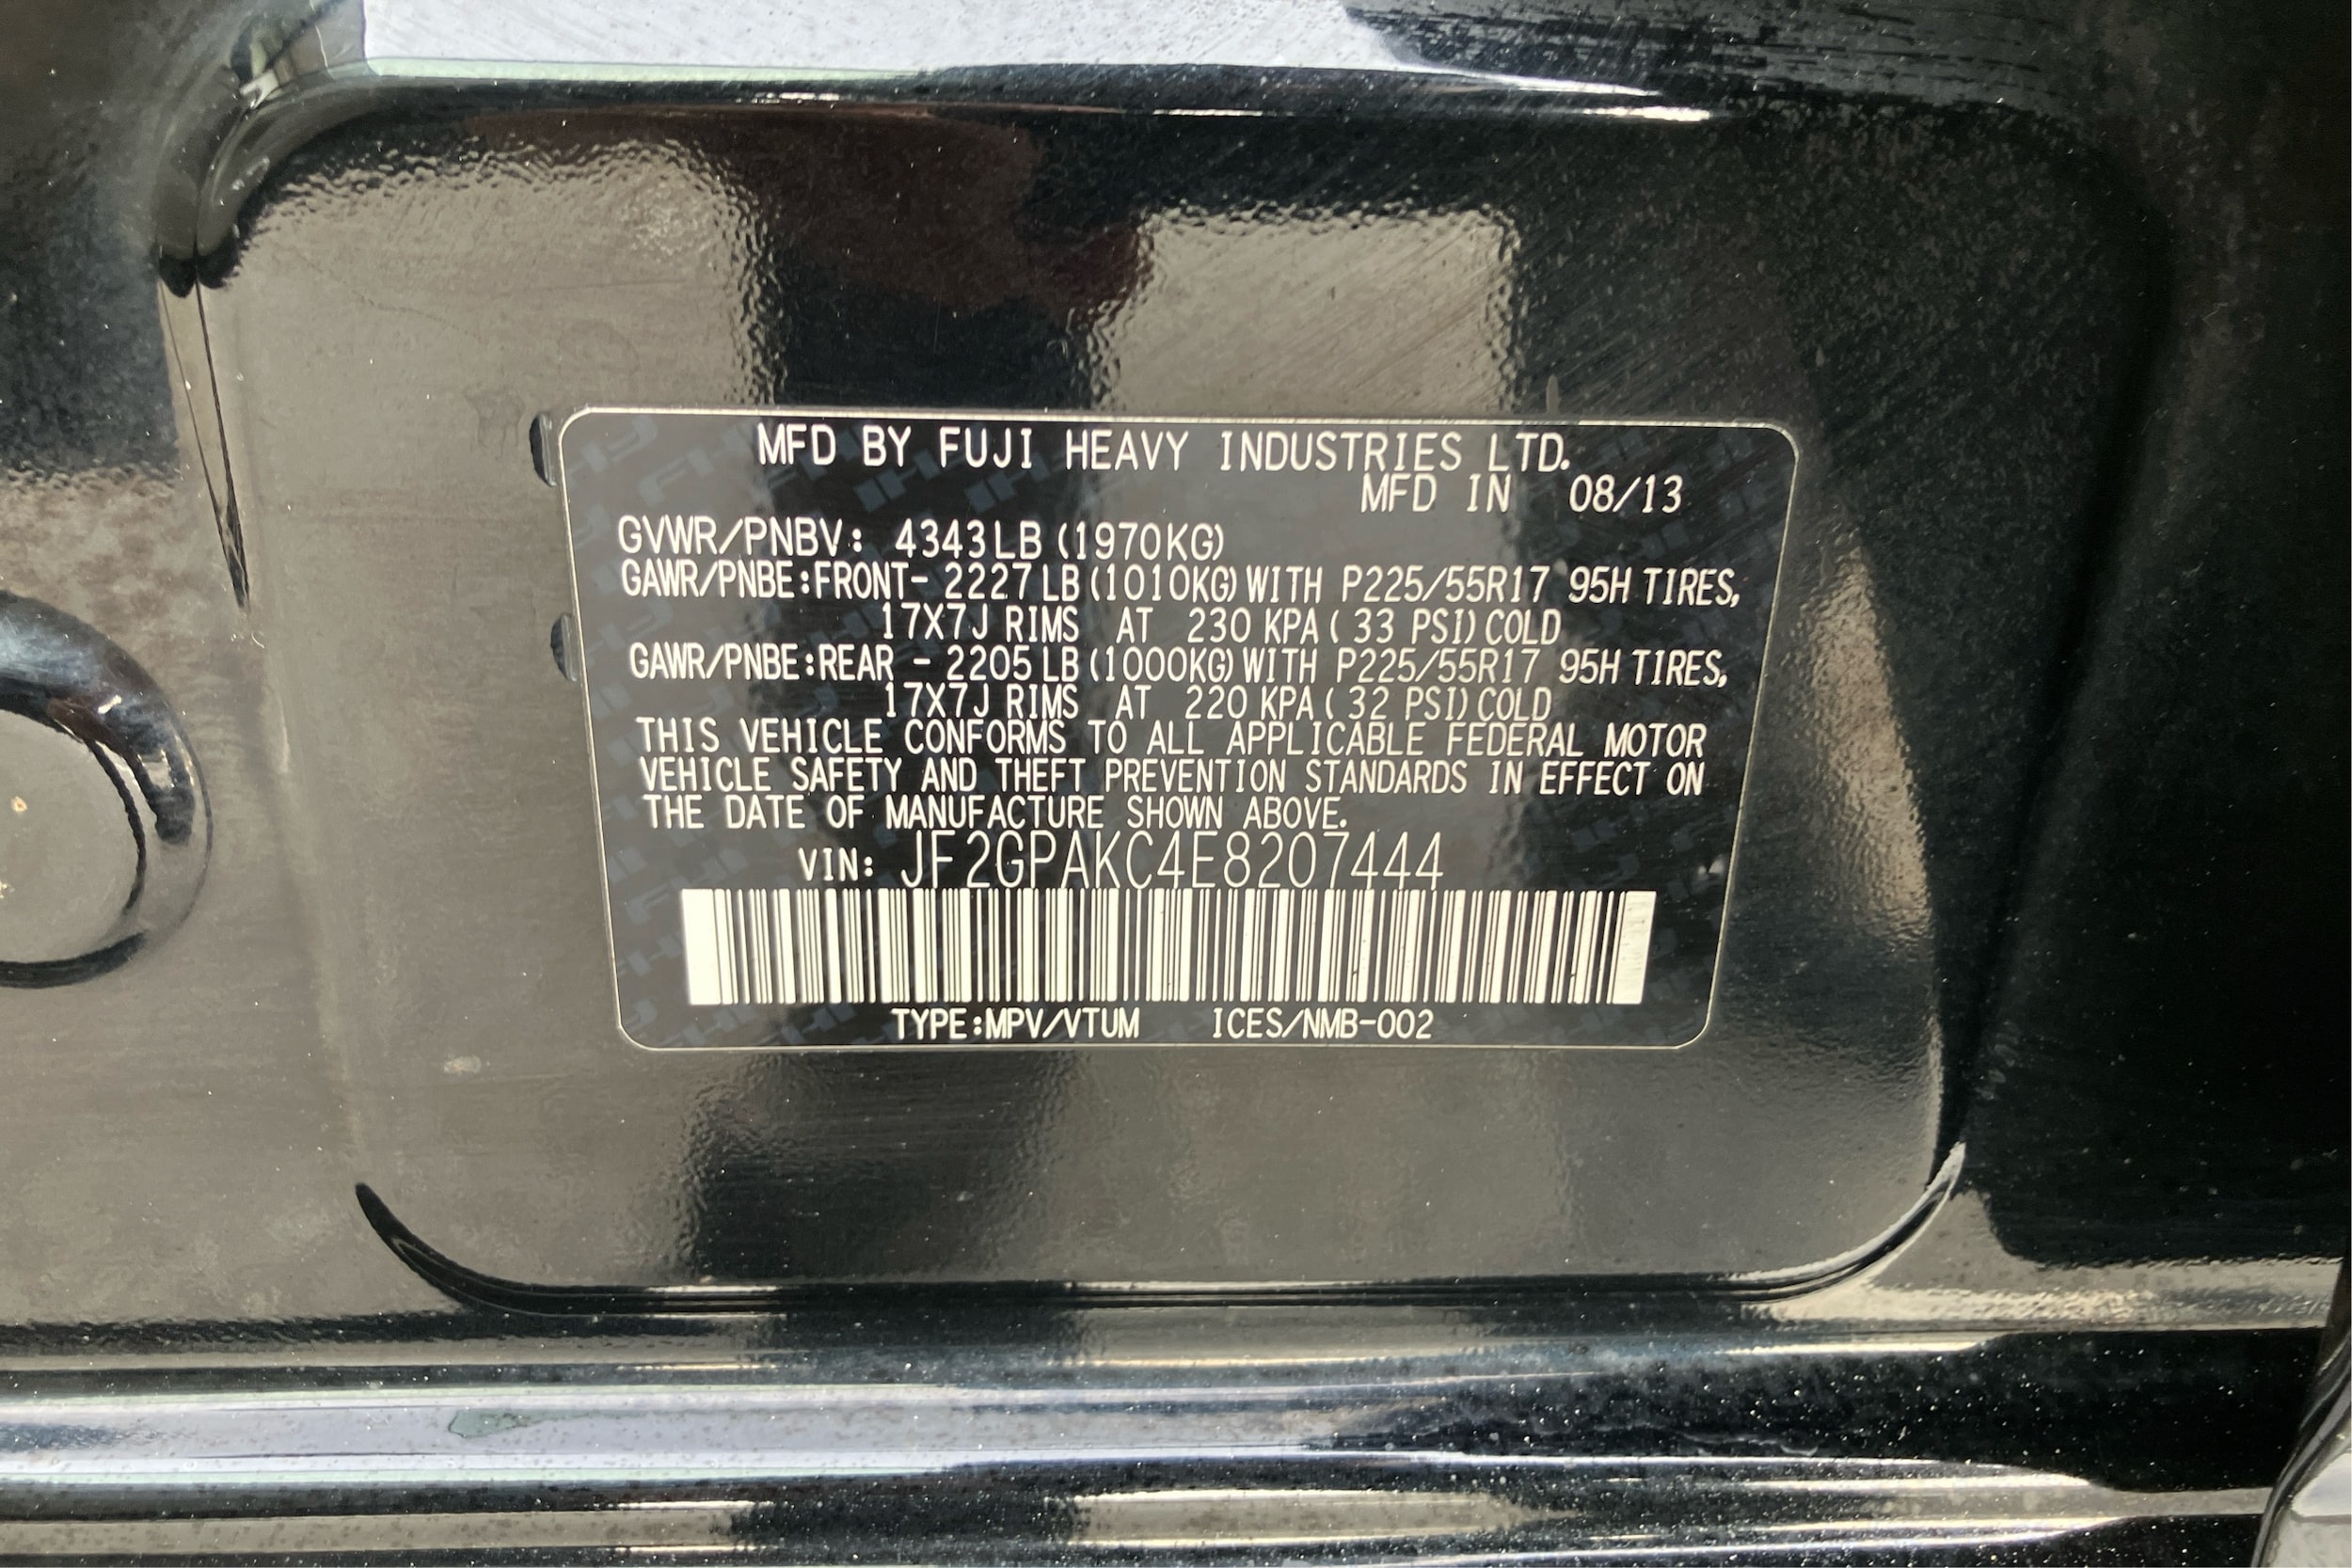 MFD BY FUJI HEAVY INDUSTRIES LTD.
MFD IN 08/13
GVWR/PNBV: 4343LB (1970KG)
GAWR/PNBE:FRONT- 2227LB (1010KG) WITH P225/55R17 95H TIRES,
17X7J RIMS AT 230 KPA ( 33 PSI) COLD
GAWR/PNBE:REAR - 2205LB (1000KG) WITH P225/55R17 95H TIRES,
17X7J RIMS AT 220 KPA ( 32 PSI) COLD
THIS VEHICLE CONFORMS TO ALL APPLICABLE FEDERAL MOTOR
VEHICLE SAFETY AND THEFT PREVENTION STANDARDS IN EFFECT ON
THE DATE OF MANUFACTURE SHOWN ABOVE.
VIN: JF2GPAKC4E8207444
TYPE:MPV/VTUM ICES/NMB-002